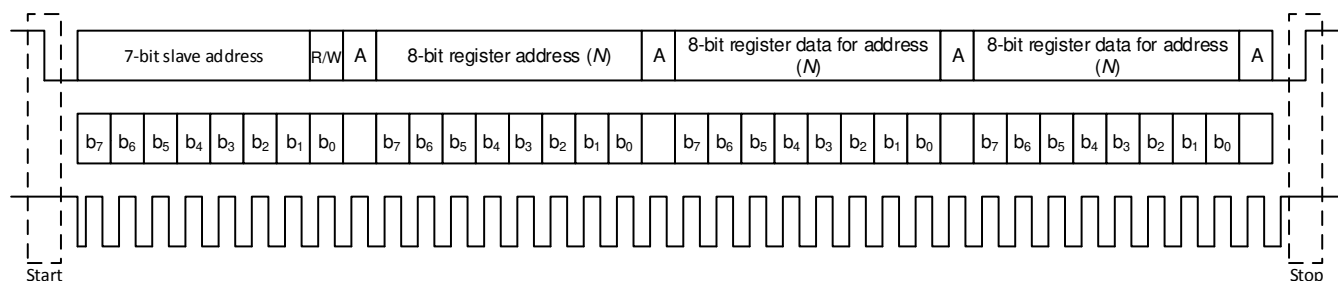 7-bit slave address R/W A 8-bit register address (N) A 8-bit register data for address (N) A 8-bit register data for address (N) A
b7 b6 b5 b4 b3 b2 b1 b0 b7 b6 b5 b4 b3 b2 b1 b0 b7 b6 b5 b4 b3 b2 b1 b0 b7 b6 b5 b4 b3 b2 b1 b0
Start Stop